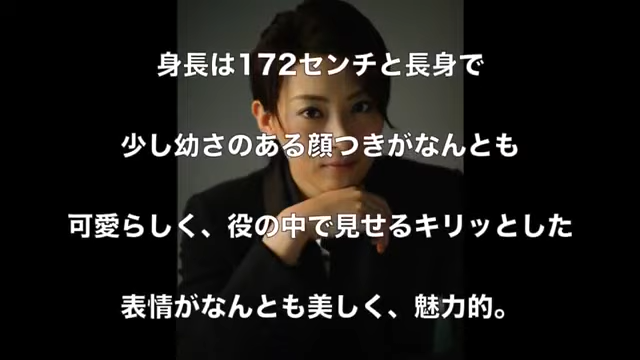 身長は172センチと長身で
少し幼さのある顔つきがなんとも
可愛らしく、役の中で見せるキリッとした
表情がなんとも美しく、魅力的。